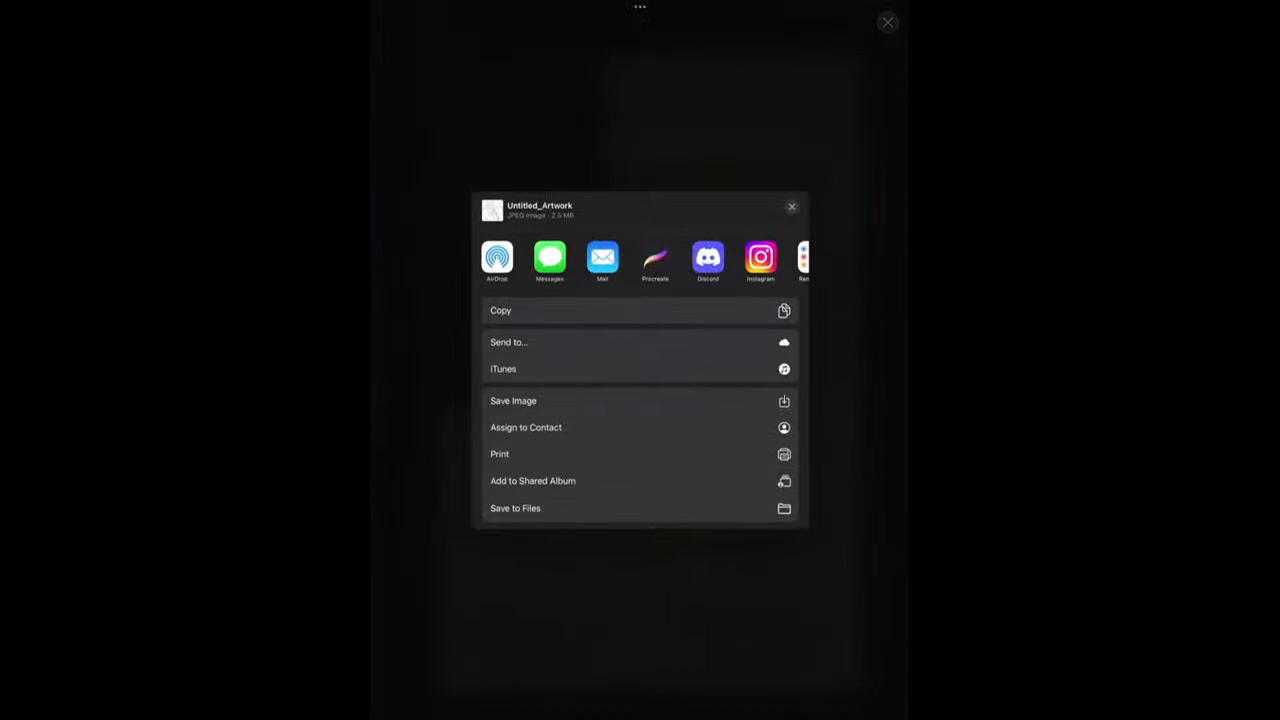 Untitled_Artwork
JPEG Image · 2.5 MB
AirDrop
Messages
Mail
Procreate
Discord
Instagram
Copy
Send to...
iTunes
Save Image
Assign to Contact
Print
Add to Shared Album
Save to Files